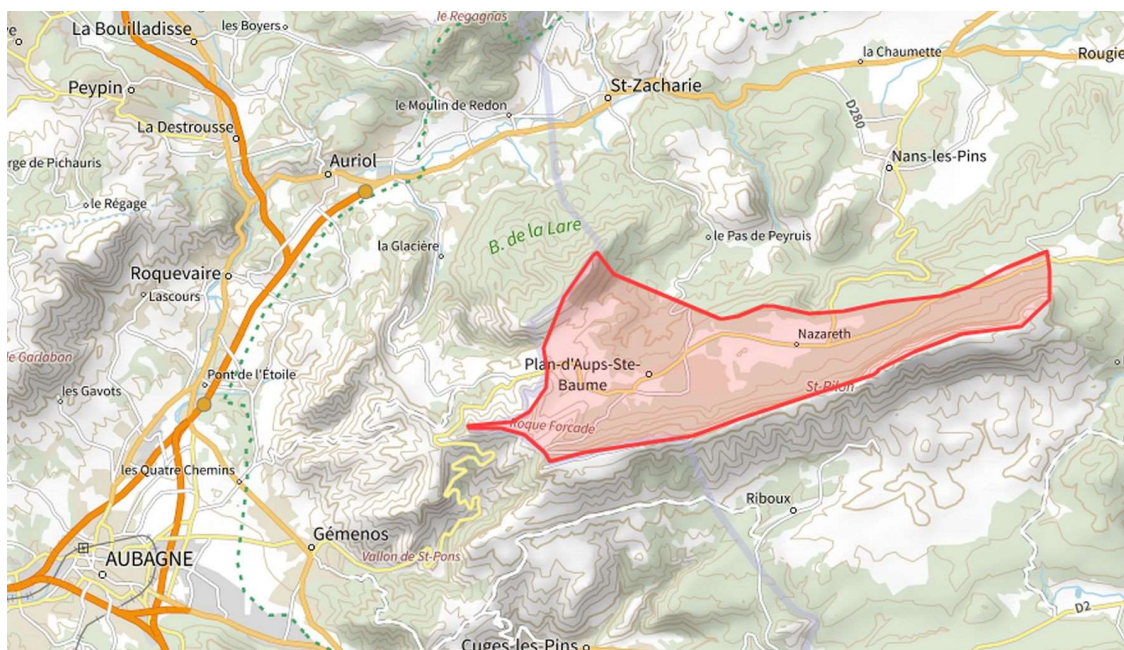 le Regagnas
La Bouilladisse
les Boyers
la Chaumette
Rougie
Peypin
St-Zacharie
le Moulin de Redon
D280
La Destrousse
Auriol
Nans-les-Pins
erge de Pichauris
le Régage
B. de la Lare
le Pas de Peyruis
la Glacière
Roquevaire
Lascours
Nazareth
le Garlaban
Pont de l'Étoile
Plan-d'Aups-Ste-
Baume
St-Pilon
les Gavots
Roque Forcade
les Quatre Chemins
Riboux
Gémenos
Vallon de St-Pons
AUBAGNE
D2
Cuges-les-Pins